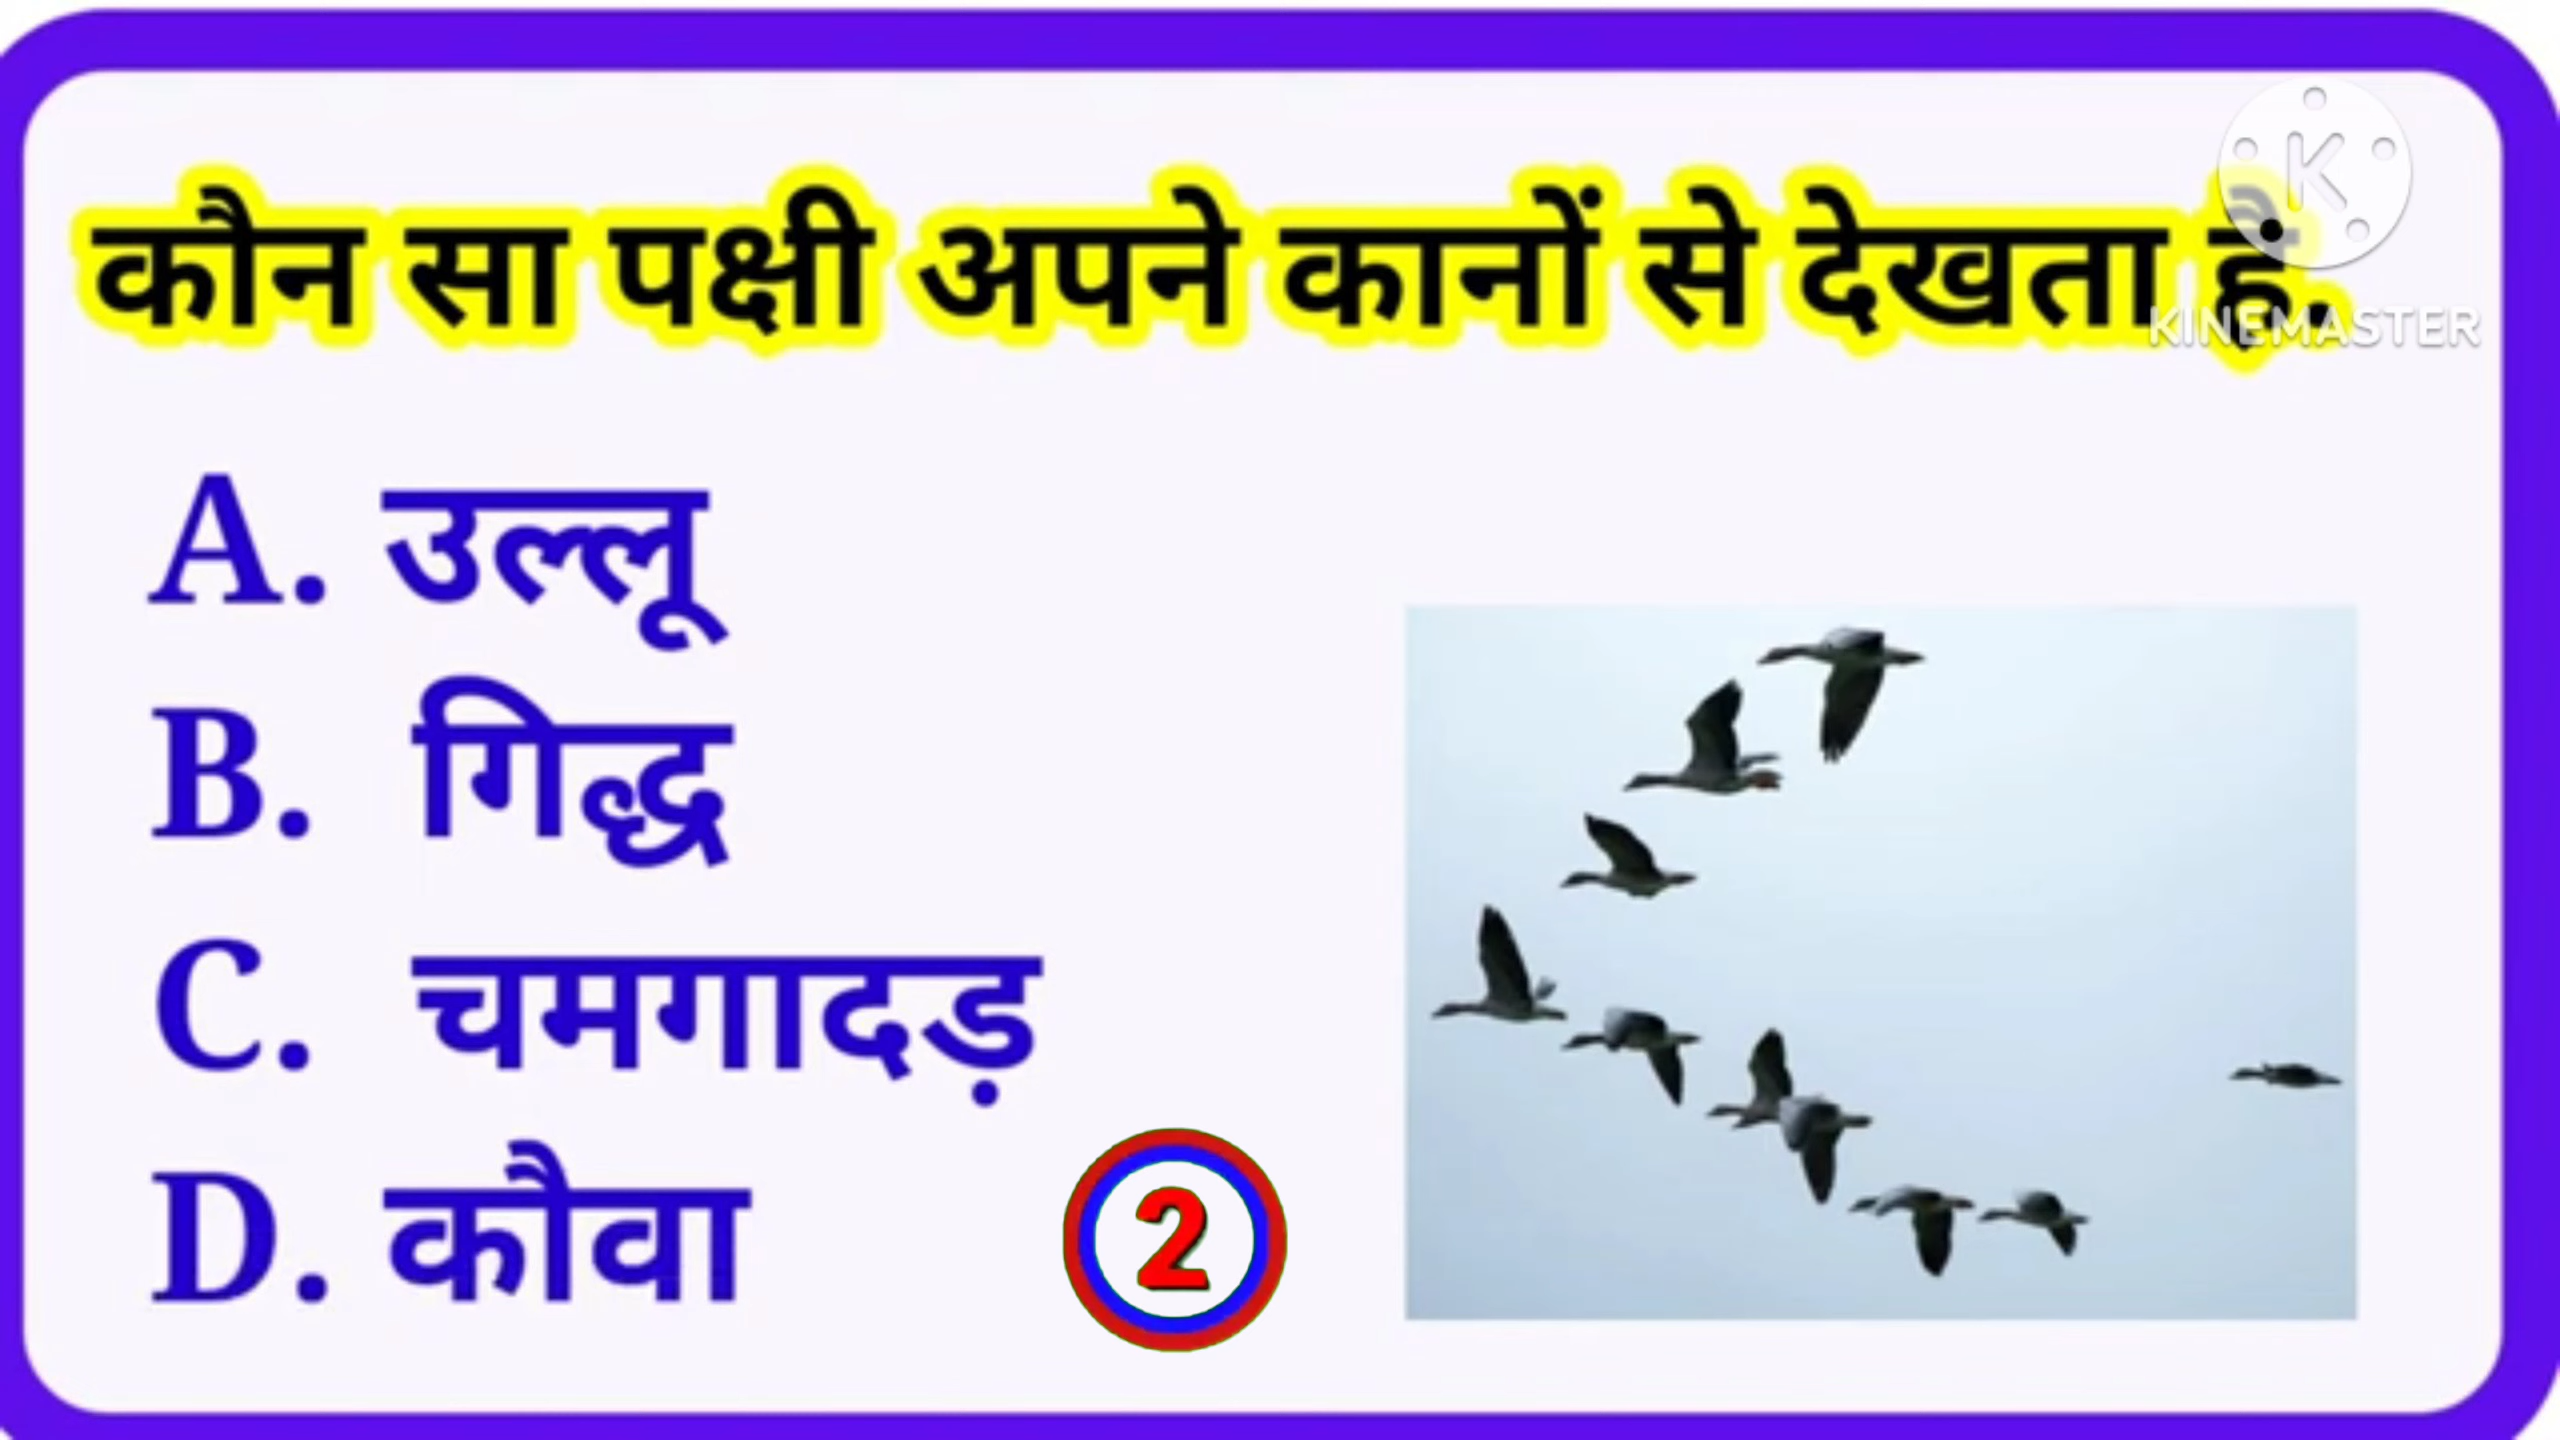 कौन सा पक्षी अपने कानों से देखता है.
KINEMASTER
A. उल्लू
B. गिद्ध
C. चमगादड़
D. कौवा
2